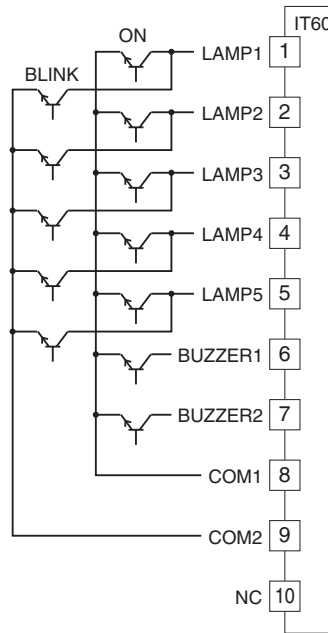 IT60
ON
LAMP1 1
BLINK
LAMP2 2
LAMP3 3
LAMP4 4
LAMP5 5
BUZZER1 6
BUZZER2 7
COM1 8
COM2 9
NC 10